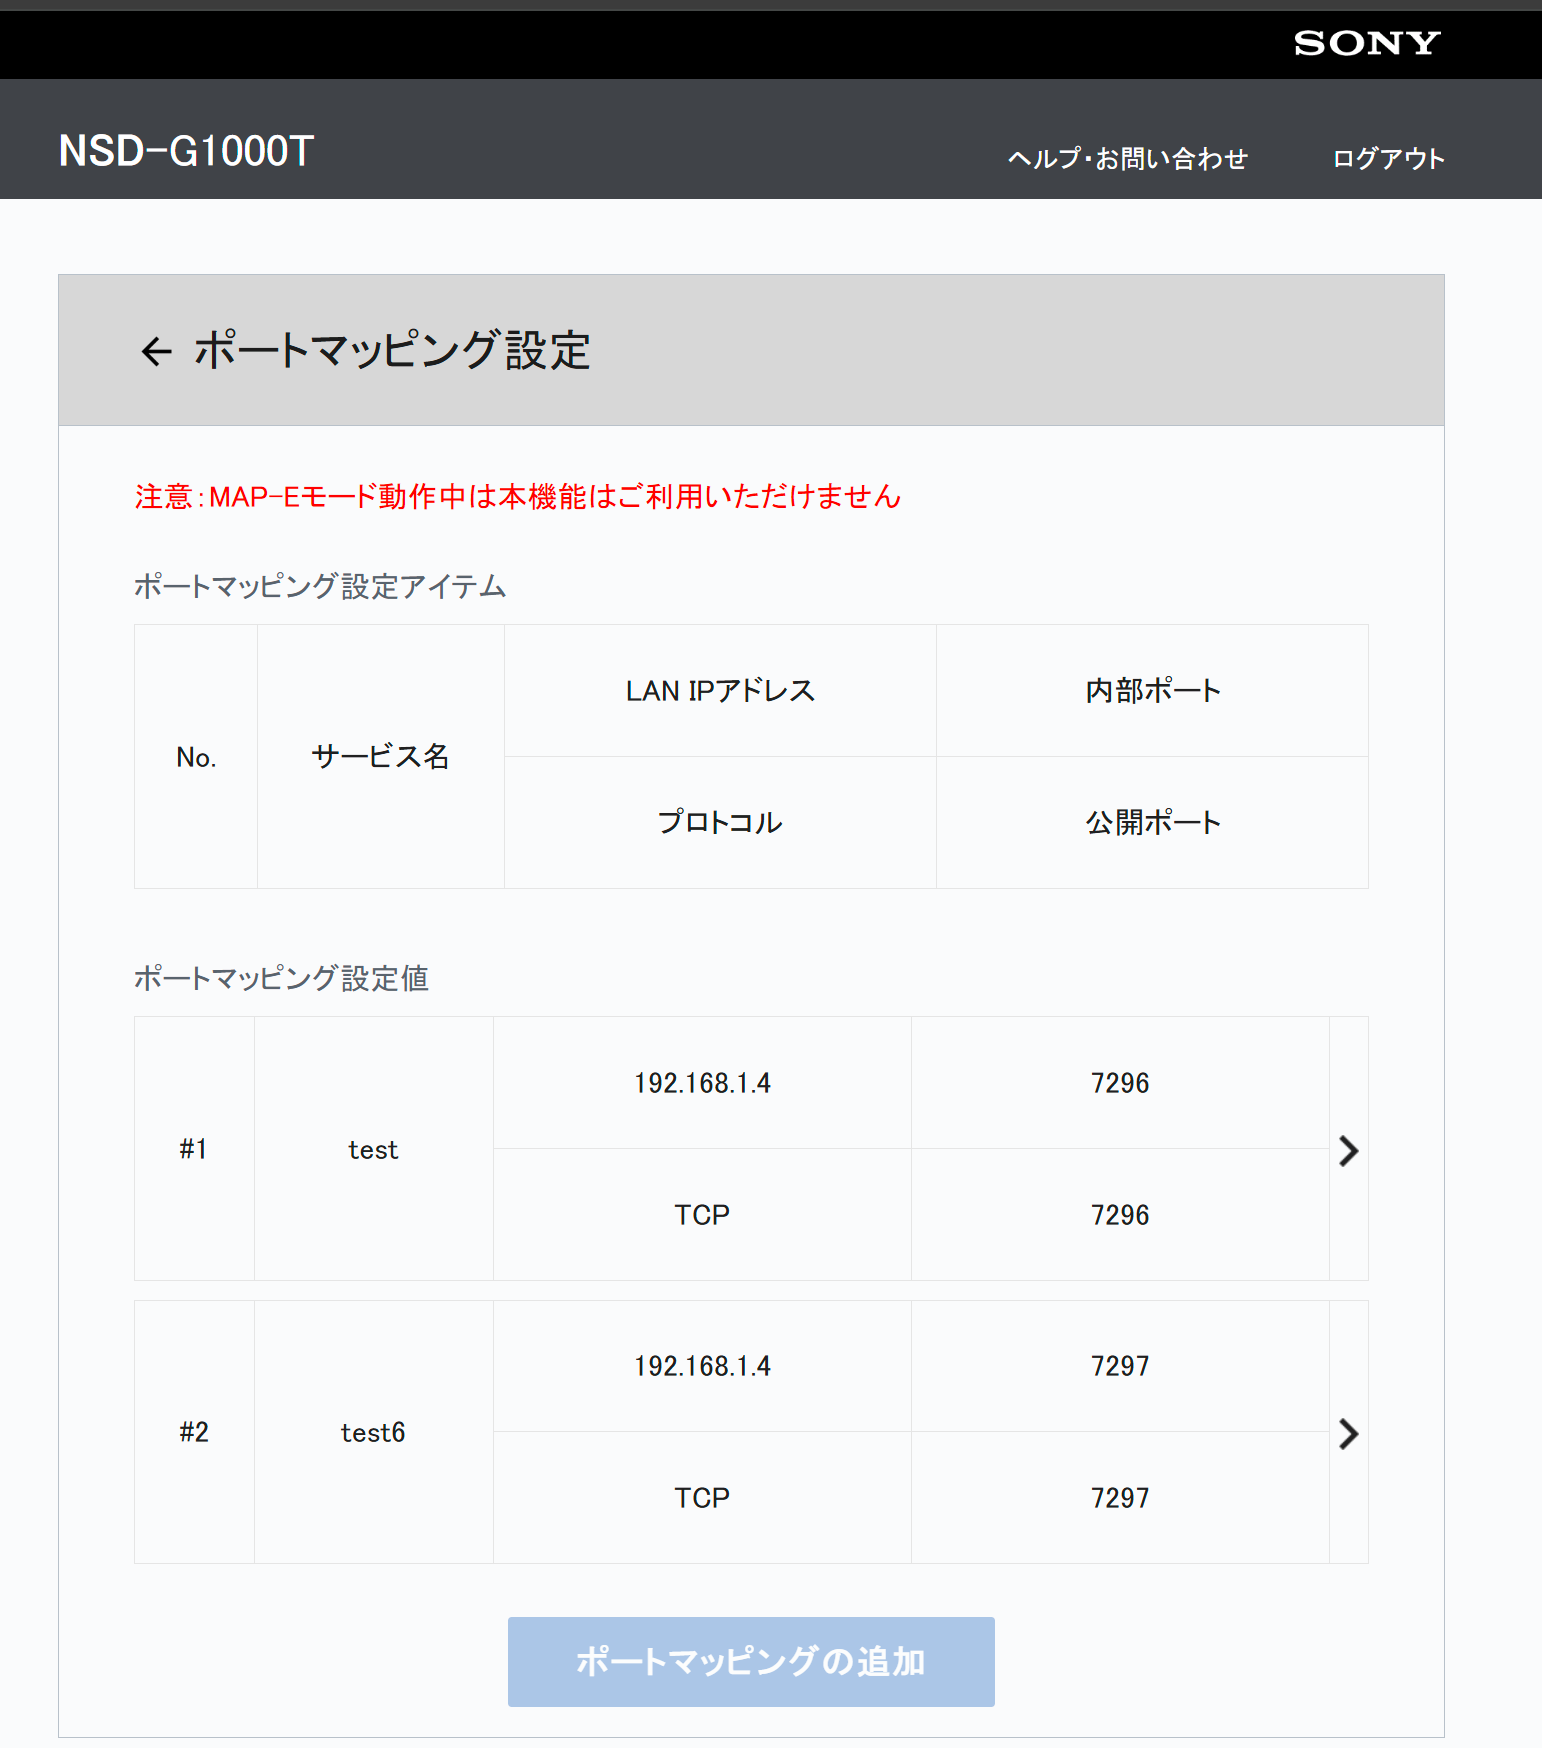 SONY
NSD-G1000T
ヘルプ・お問い合わせ
ログアウト
← ポートマッピング設定
注意：MAP-Eモード動作中は本機能はご利用いただけません
ポートマッピング設定アイテム
No.
サービス名
LAN IPアドレス
内部ポート
プロトコル
公開ポート
ポートマッピング設定値
#1
test
192.168.1.4
7296
TCP
7296
#2
test6
192.168.1.4
7297
TCP
7297
ポートマッピングの追加